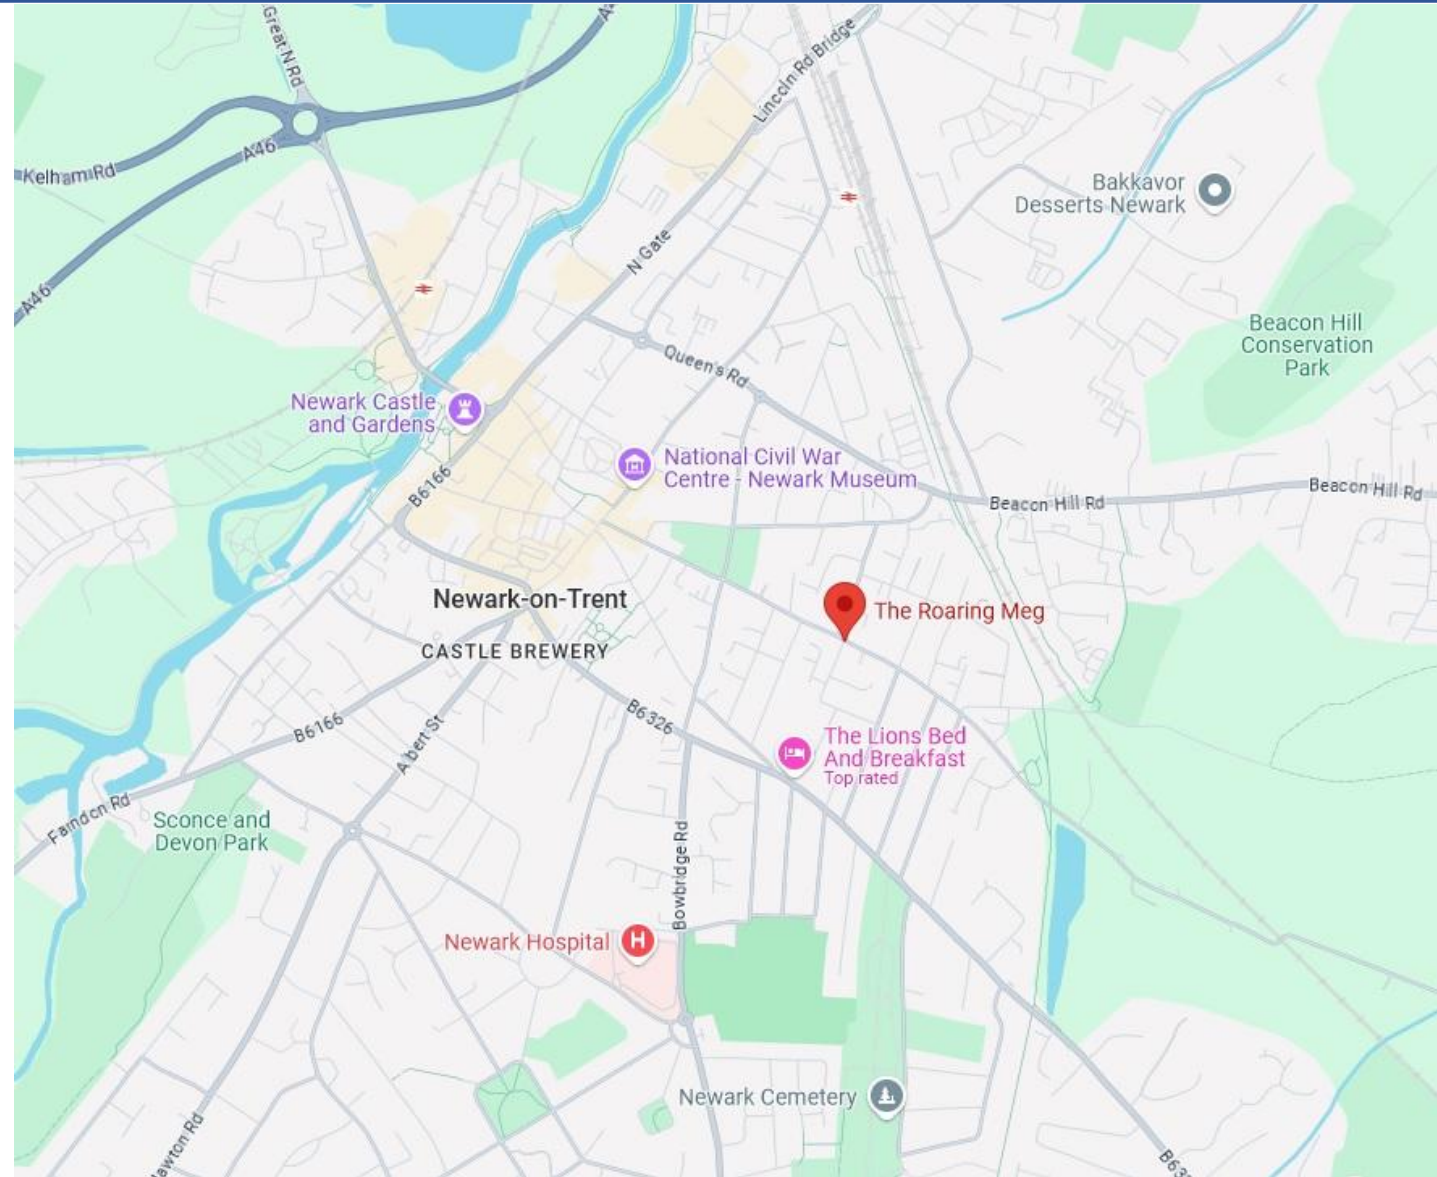 Great N Rd
Lincoln Rd Bridge
A46
Kelham Rd
A46
Bakkavor
Desserts Newark
N Gate
Beacon Hill
Conservation
Park
Queen's Rd
Newark Castle
and Gardens
National Civil War
Centre - Newark Museum
B6166
Beacon Hill Rd
Beacon Hill Rd
Newark-on-Trent
The Roaring Meg
CASTLE BREWERY
B6326
B6166
Albert St
The Lions Bed
And Breakfast
Top rated
Farndon Rd
Sconce and
Devon Park
Bowbridge Rd
Newark Hospital
H
Newark Cemetery